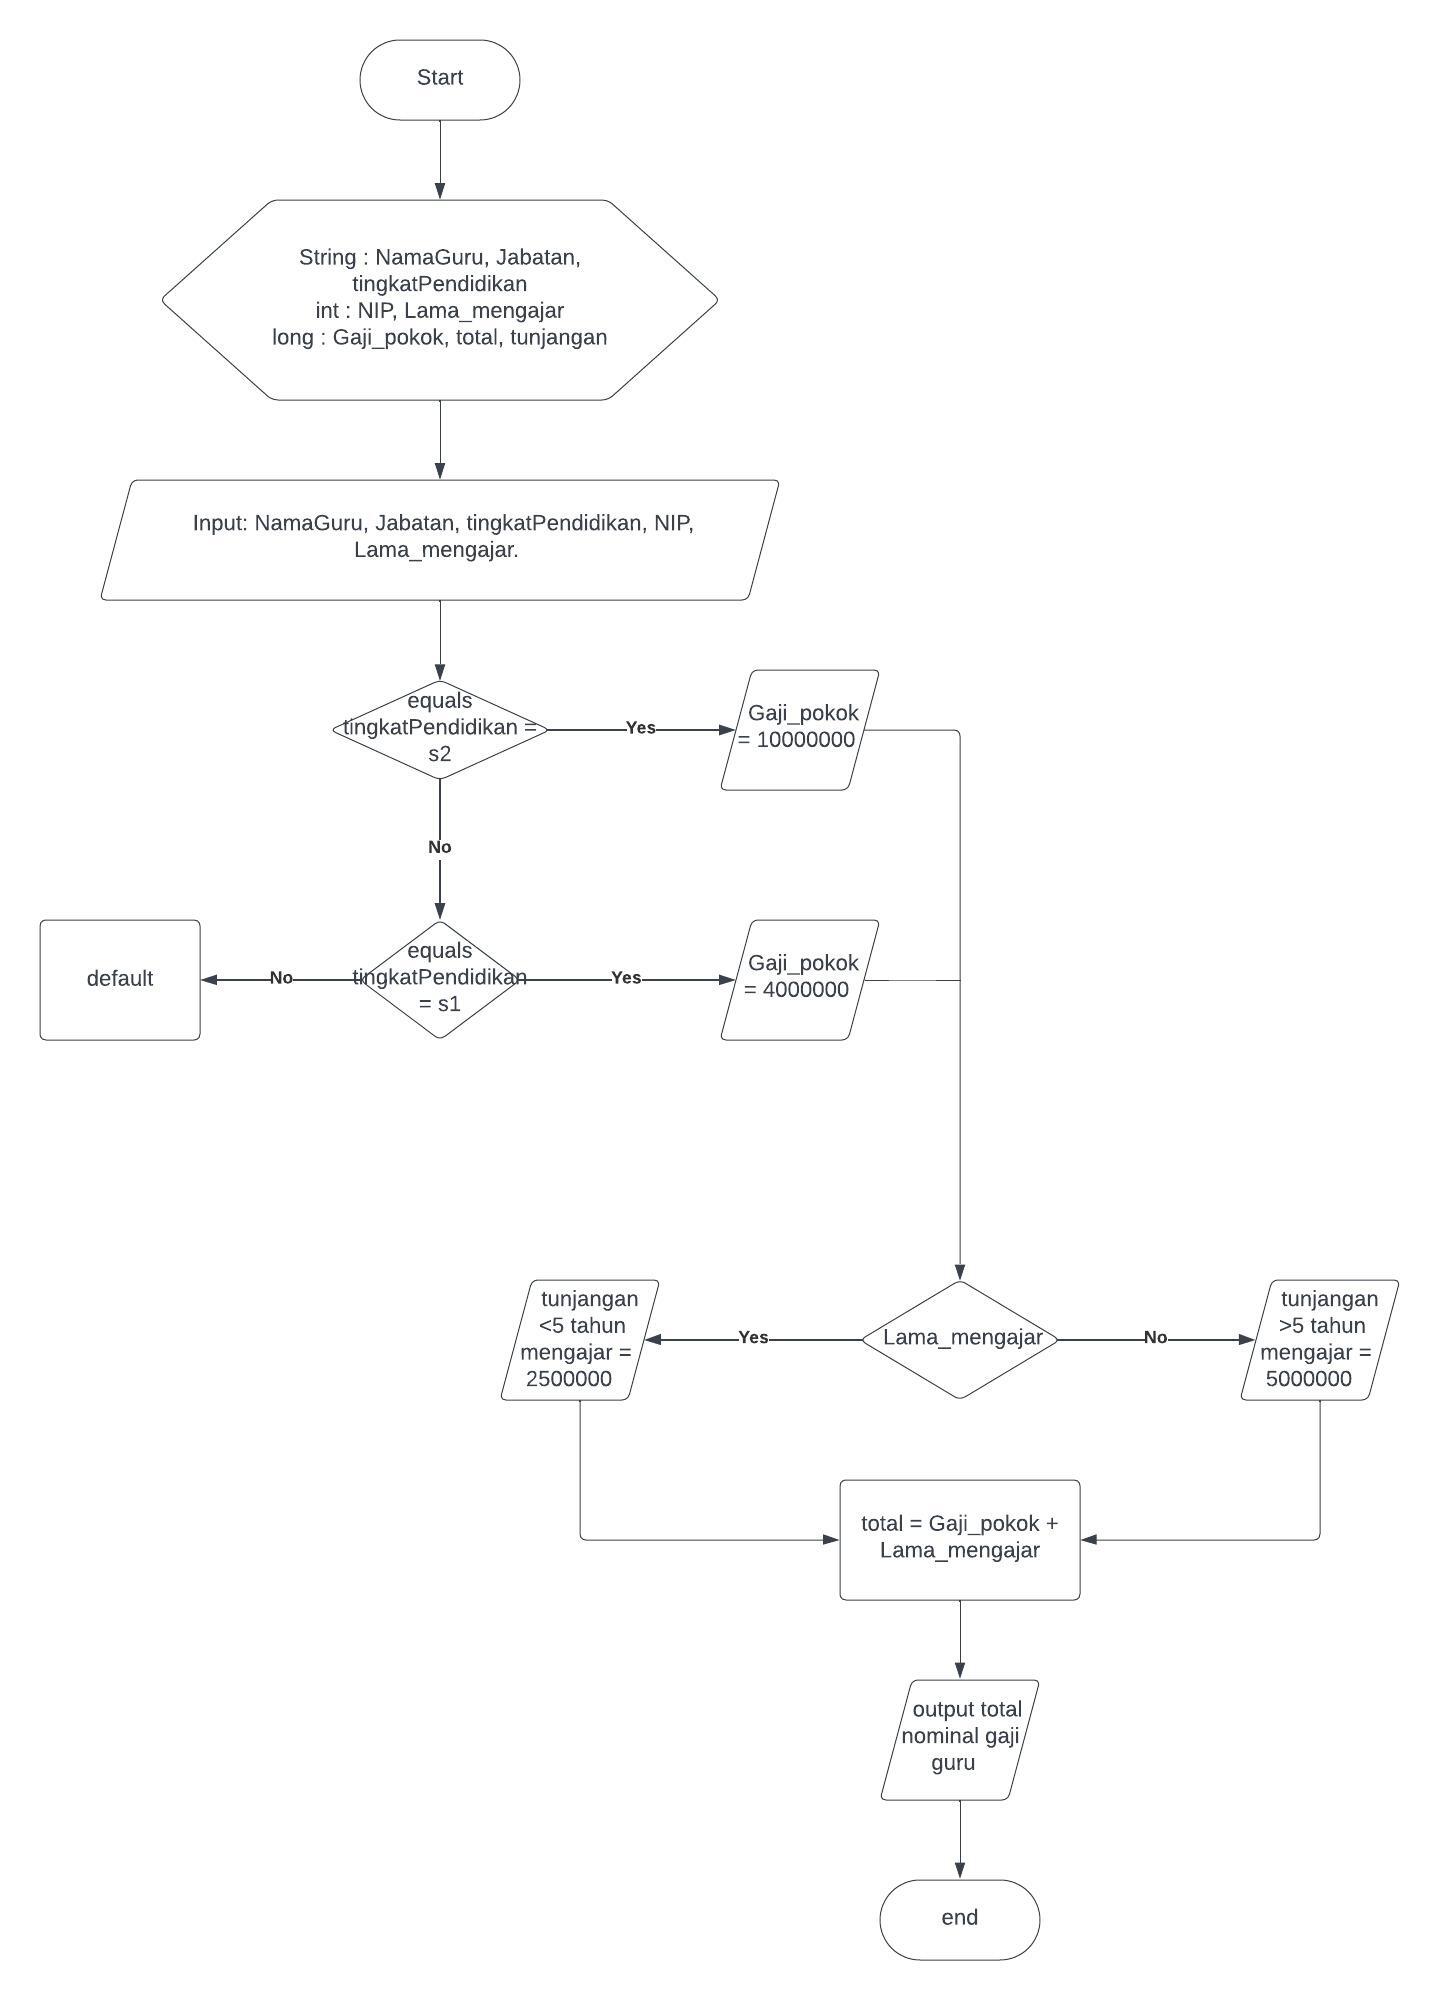 Start
String : NamaGuru, Jabatan,
tingkatPendidikan
int : NIP, Lama_mengajar
long : Gaji_pokok, total, tunjangan
Input: NamaGuru, Jabatan, tingkatPendidikan, NIP,
Lama_mengajar.
equals
tingkatPendidikan =
s2
Yes
Gaji_pokok
= 10000000
No
default
No
equals
tingkatPendidikan
= s1
Yes
Gaji_pokok
= 4000000
tunjangan
<5 tahun
mengajar =
2500000
Yes
Lama_mengajar
No
tunjangan
>5 tahun
mengajar =
5000000
total = Gaji_pokok +
Lama_mengajar
output total
nominal gaji
guru
end